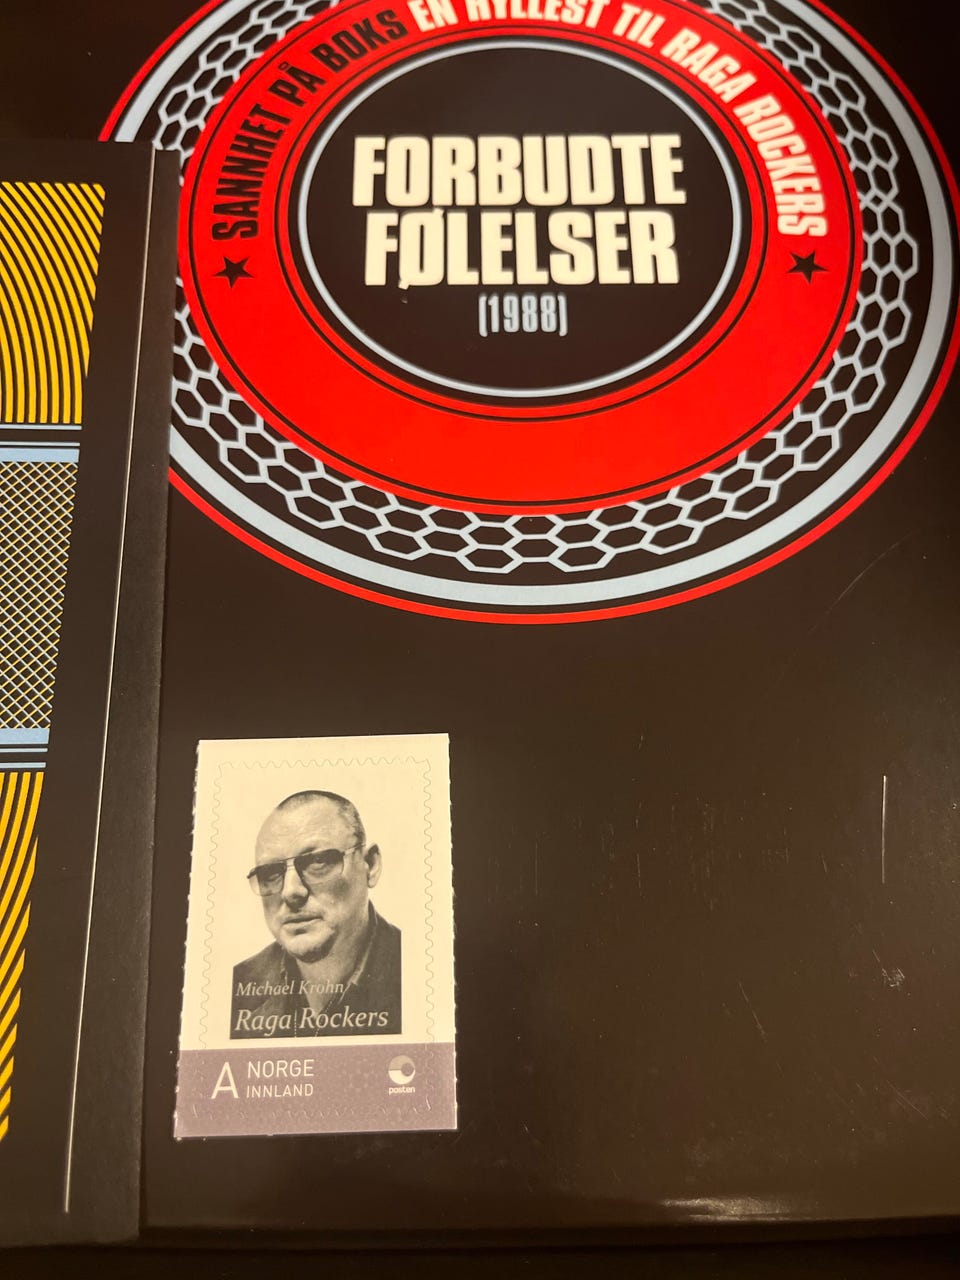 SANNHET PÅ BOKS EN HYLLEST TIL RAGA ROCKERS
FORBUDTE
FØLELSER
(1988)
Michael Krohn
Raga Rockers
A NORGE
INNLAND
posten